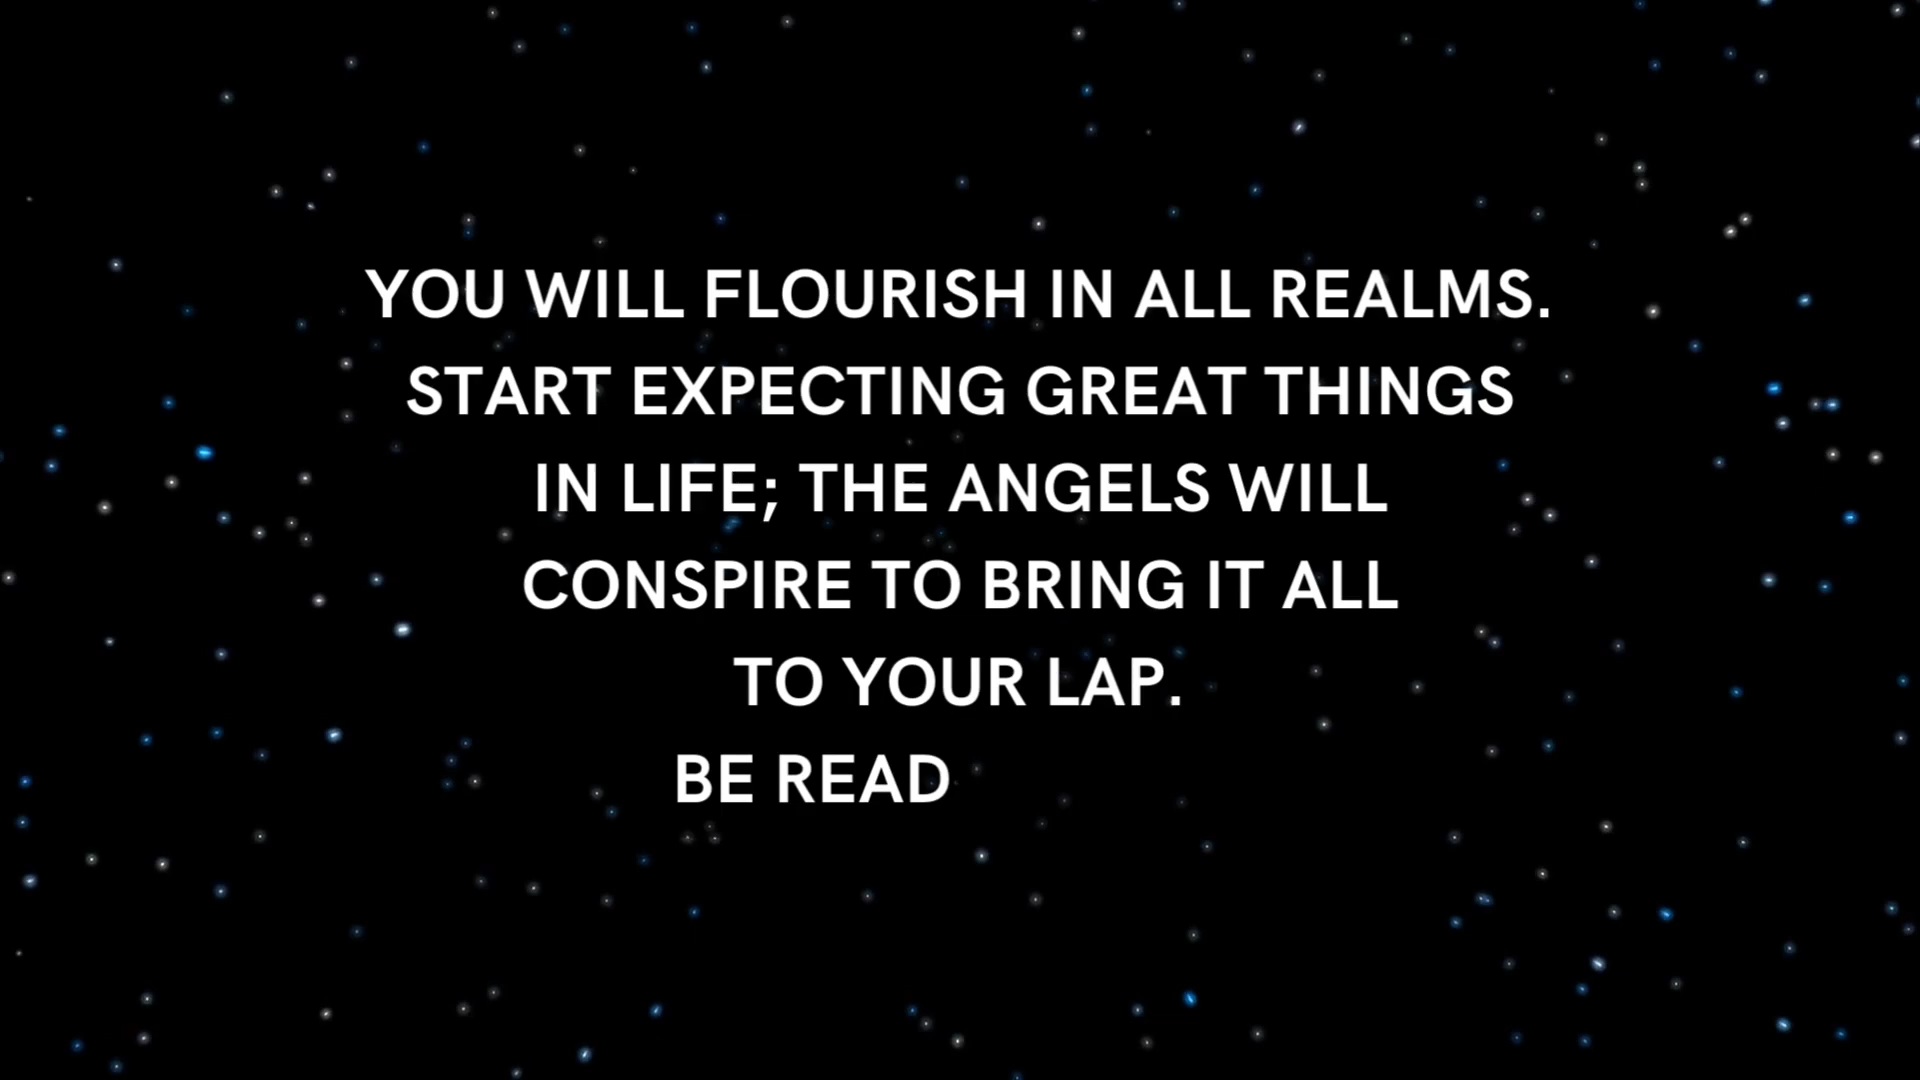 YOU WILL FLOURISH IN ALL REALMS.
START EXPECTING GREAT THINGS
IN LIFE; THE ANGELS WILL
CONSPIRE TO BRING IT ALL
TO YOUR LAP.
BE READ